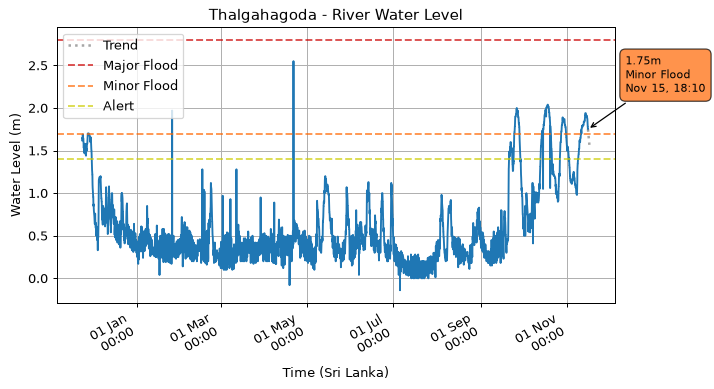 Thalgahagoda - River Water Level
Trend
Major Flood
Minor Flood
Alert
1.75m
Minor Flood
Nov 15, 18:10
Water Level (m)
2.5
2.0
1.5
1.0
0.5
0.0
01 Jan
00:00
01 Mar
00:00
01 May
00:00
01 Jul
00:00
01 Sep
00:00
01 Nov
00:00
Time (Sri Lanka)